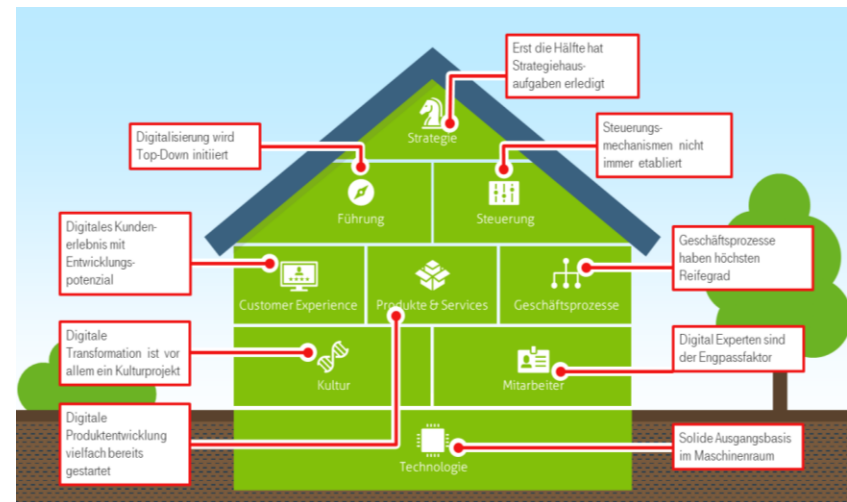 Erst die Hälfte hat
Strategiehaus-
aufgaben erledigt
Strategie
Digitalisierung wird
Top-Down initiiert
Steuerungs-
mechanismen nicht
immer etabliert
Führung
Steuerung
Digitales Kunden-
erlebnis mit
Entwicklungs-
potenzial
Geschäftsprozesse
haben höchsten
Reifegrad
Customer Experience
Produkte & Services
Geschäftsprozesse
Digitale
Transformation ist vor
allem ein Kulturprojekt
Digital Experten sind
der Engpassfaktor
Kultur
Mitarbeiter
Digitale
Produktentwicklung
vielfach bereits
gestartet
Solide Ausgangsbasis
im Maschinenraum
Technologie